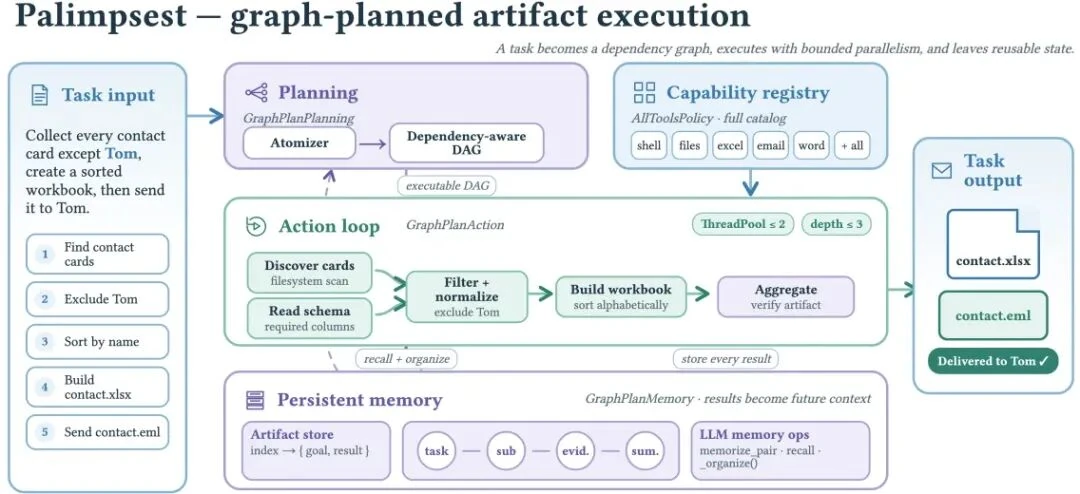 Palimpsest — graph-planned artifact execution
A task becomes a dependency graph, executes with bounded parallelism, and leaves reusable state.
Task input
Collect every contact
card except Tom,
create a sorted
workbook, then send
it to Tom.
1 Find contact
cards
2 Exclude Tom
3 Sort by name
4 Build
contact.xlsx
5 Send contact.eml
Planning
GraphPlanPlanning
Atomizer
Dependency-aware
DAG
executable DAG
Capability registry
AllToolsPolicy · full catalog
shell
files
excel
email
word
+ all
Action loop
GraphPlanAction
ThreadPool ≤ 2
depth ≤ 3
Discover cards
filesystem scan
Read schema
required columns
Filter +
normalize
exclude Tom
Build workbook
sort alphabetically
Aggregate
verify artifact
recall + organize
store every result
Persistent memory
GraphPlanMemory · results become future context
Artifact store
index → { goal, result }
task
sub
evid.
sum.
LLM memory ops
memorize_pair · recall ·
_organize()
Task
output
contact.xlsx
contact.eml
Delivered to Tom ✓